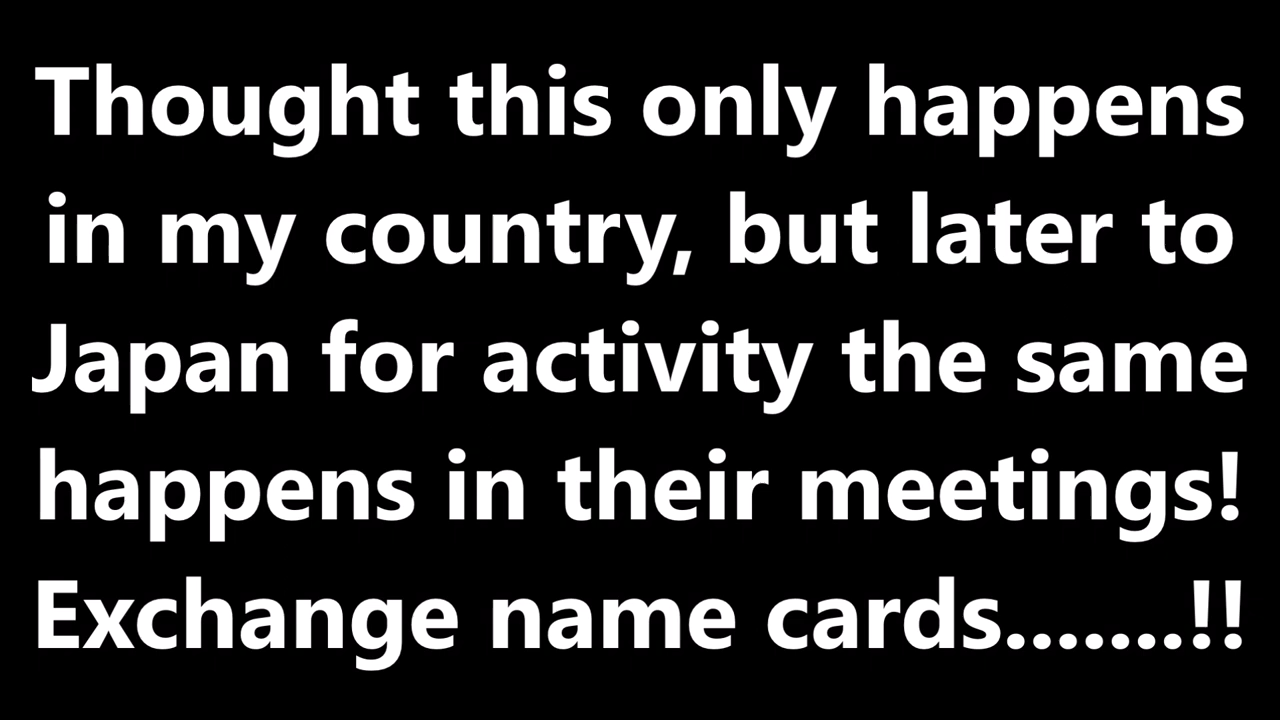 Thought this only happens
in my country, but later to
Japan for activity the same
happens in their meetings!
Exchange name cards.......!!